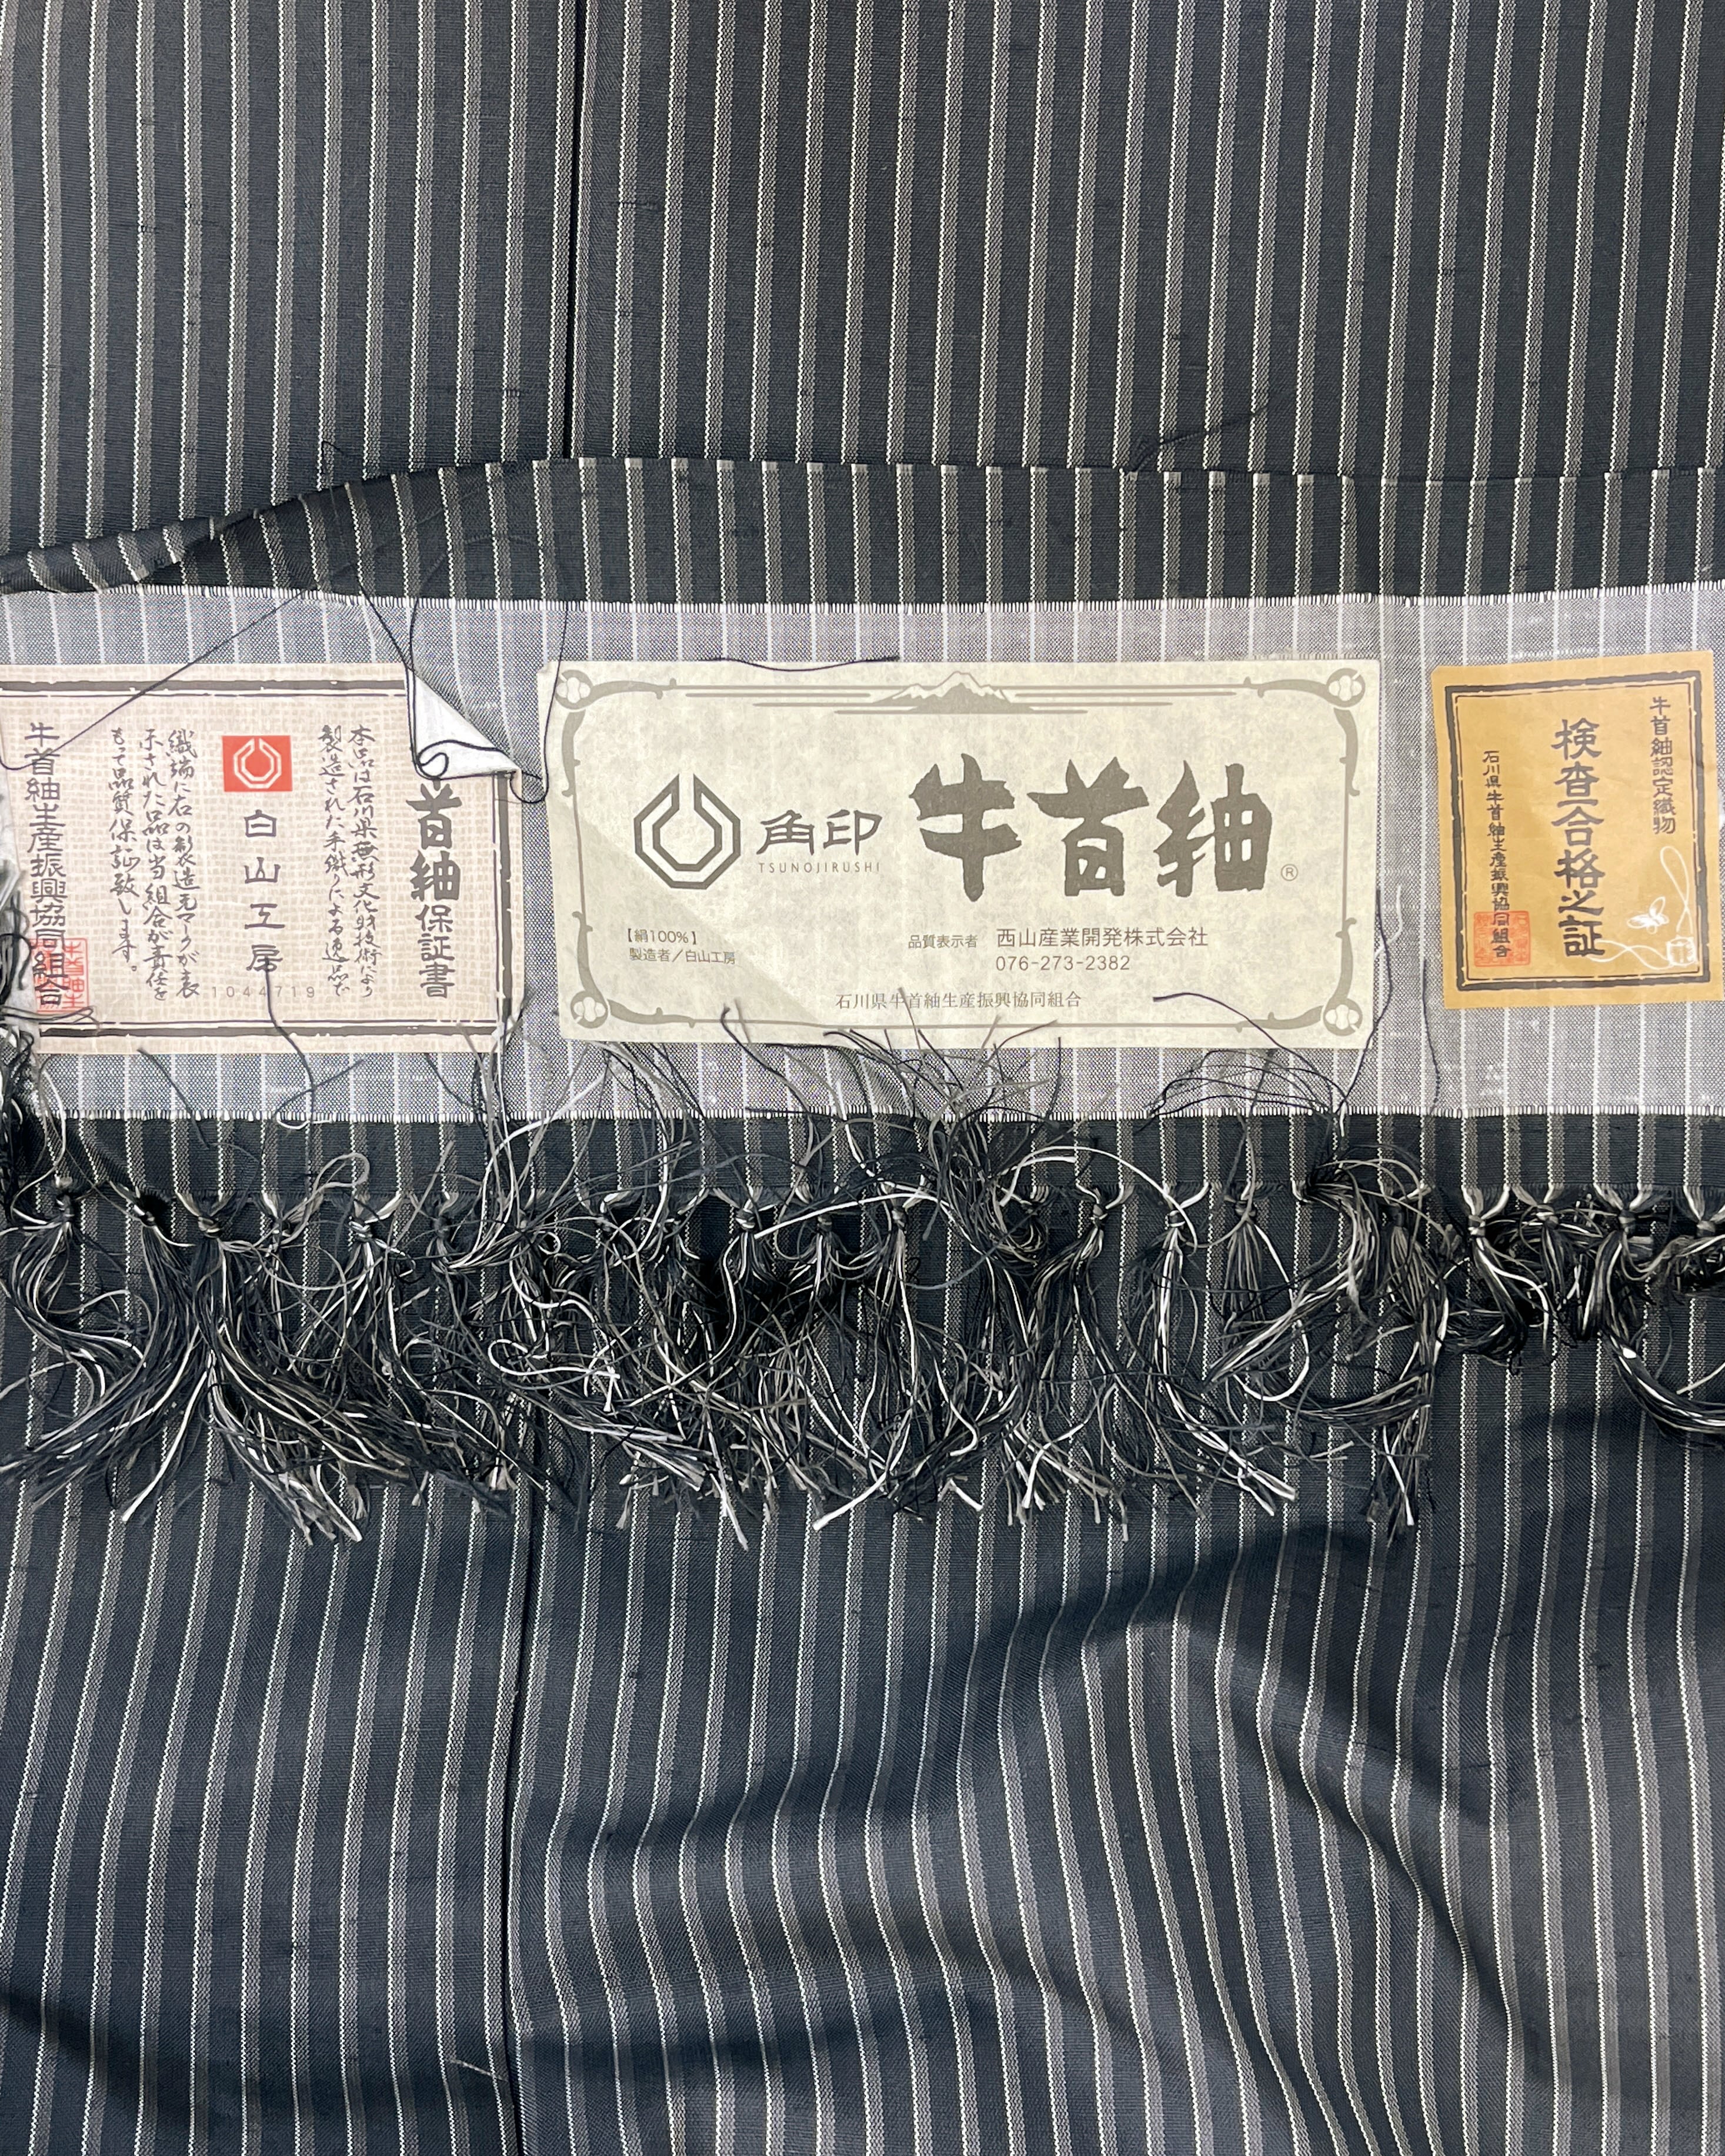 首紬保証書
本品は石川県無形文化財技術により
製造された手織りによる逸品で
白山工房
織端に右の製造元マークが表
示された品は当組合が責任を
もって品質保証致します。
牛首紬生産振興協同組合
1044719
角印
TSUNOJIRUSHI
牛首紬
®
【絹100%】
製造者/白山工房
品質表示者 西山産業開発株式会社
076-273-2382
石川県牛首紬生産振興協同組合
牛首紬認定織物
検査合格之証
石川県牛首紬生産振興協同組合